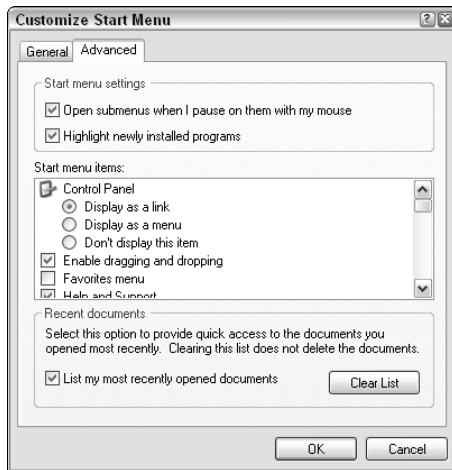 Customize Start Menu
General Advanced
Start menu settings
Open submenus when I pause on them with my mouse
Highlight newly installed programs
Start menu items:
Control Panel
Display as a link
Display as a menu
Don't display this item
Enable dragging and dropping
Favorites menu
Help and Support
Recent documents
Select this option to provide quick access to the documents you
opened most recently. Clearing this list does not delete the documents.
List my most recently opened documents Clear List
OK Cancel